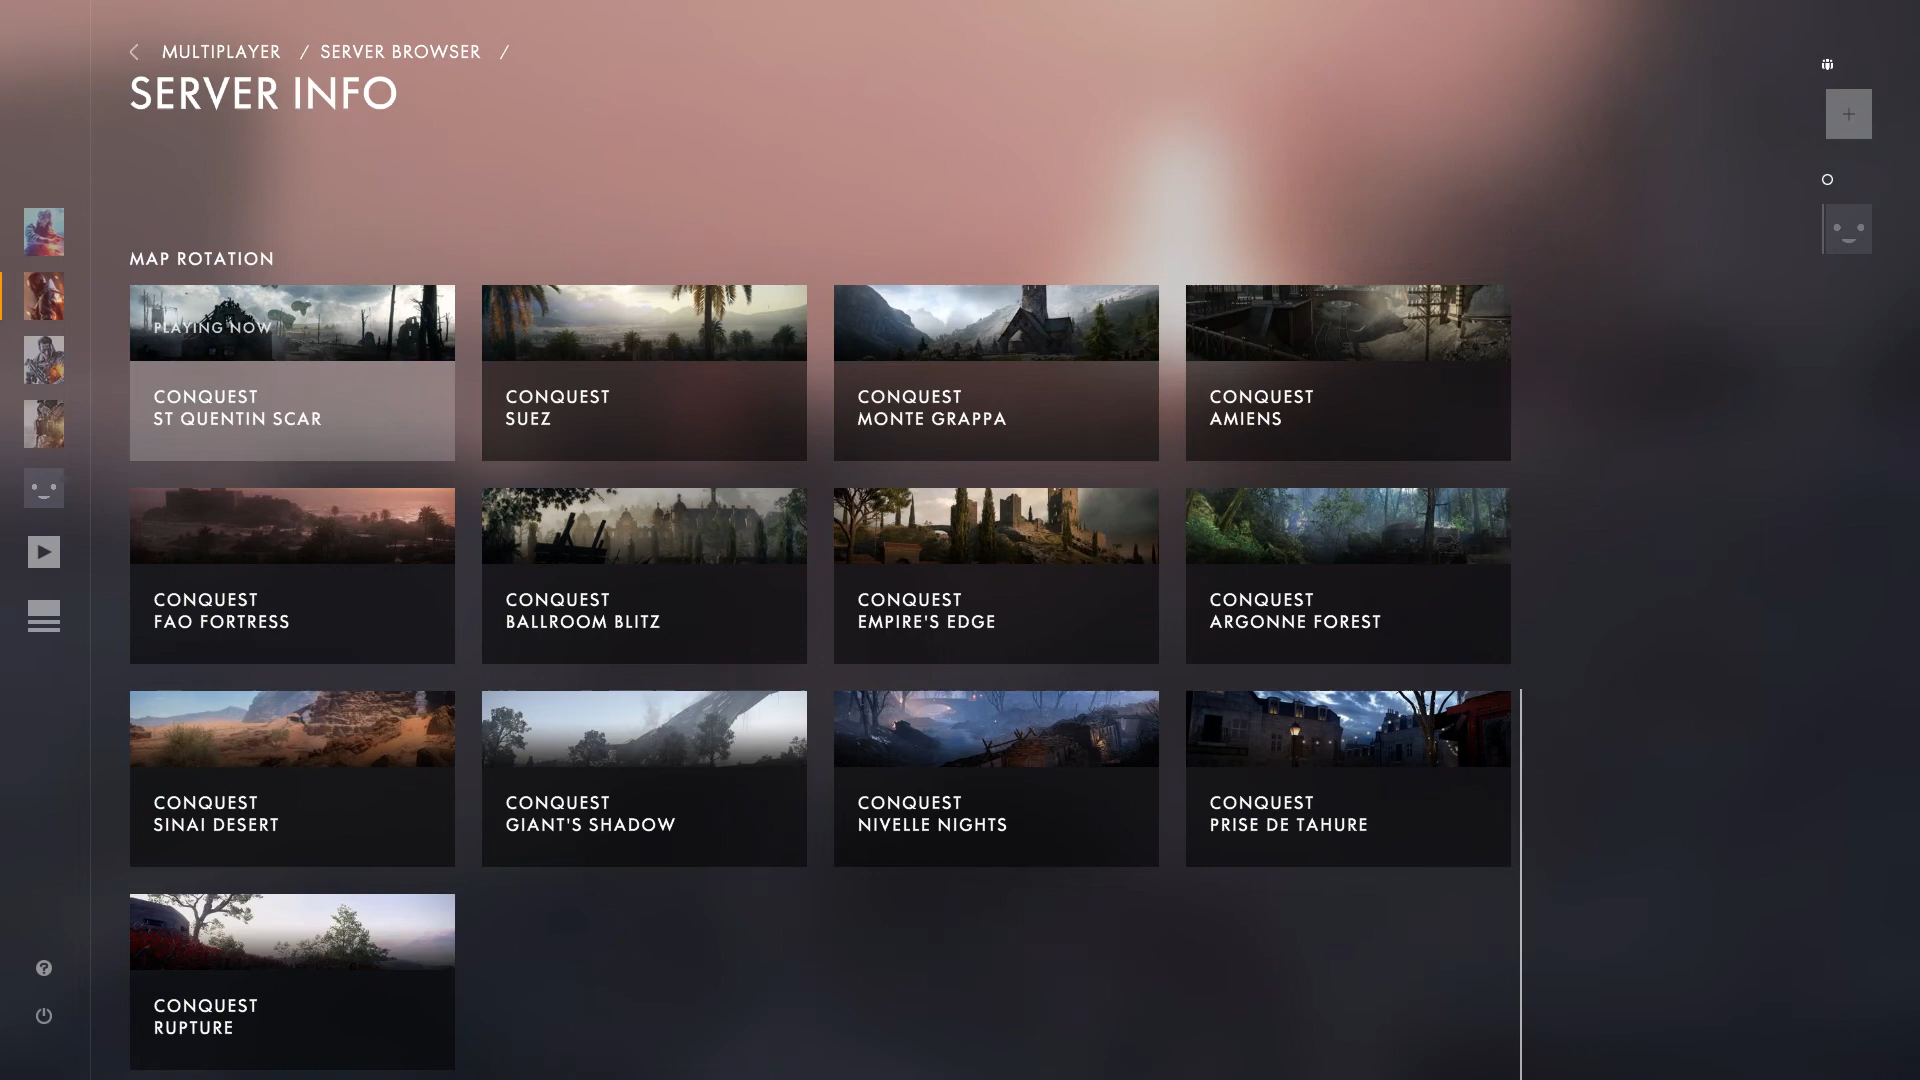 MULTIPLAYER / SERVER BROWSER /
SERVER INFO
MAP ROTATION
PLAYING NOW
CONQUEST
ST QUENTIN SCAR
CONQUEST
SUEZ
CONQUEST
MONTE GRAPPA
CONQUEST
AMIENS
CONQUEST
FAO FORTRESS
CONQUEST
BALLROOM BLITZ
CONQUEST
EMPIRE'S EDGE
CONQUEST
ARGONNE FOREST
CONQUEST
SINAI DESERT
CONQUEST
GIANT'S SHADOW
CONQUEST
NIVELLE NIGHTS
CONQUEST
PRISE DE TAHURE
CONQUEST
RUPTURE